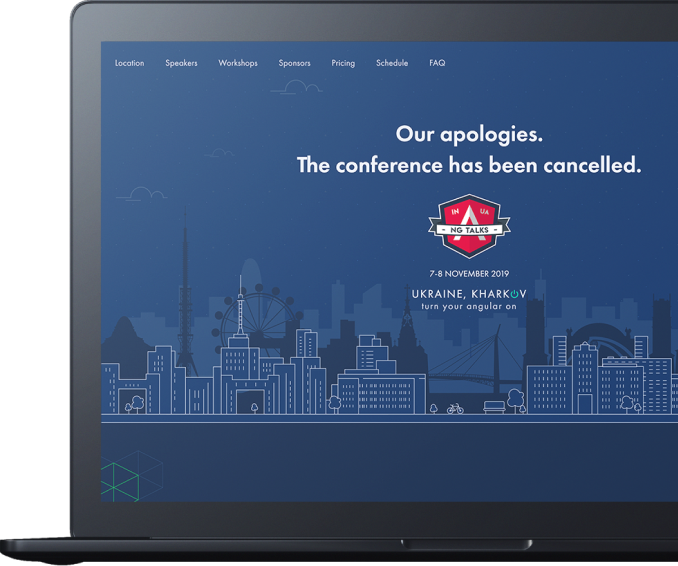 Location Speakers Workshops Sponsors Pricing Schedule FAQ
Our apologies.
The conference has been cancelled.
IN UA
NG TALKS
7-8 NOVEMBER 2019
UKRAINE, KHARKOV
turn your angular on